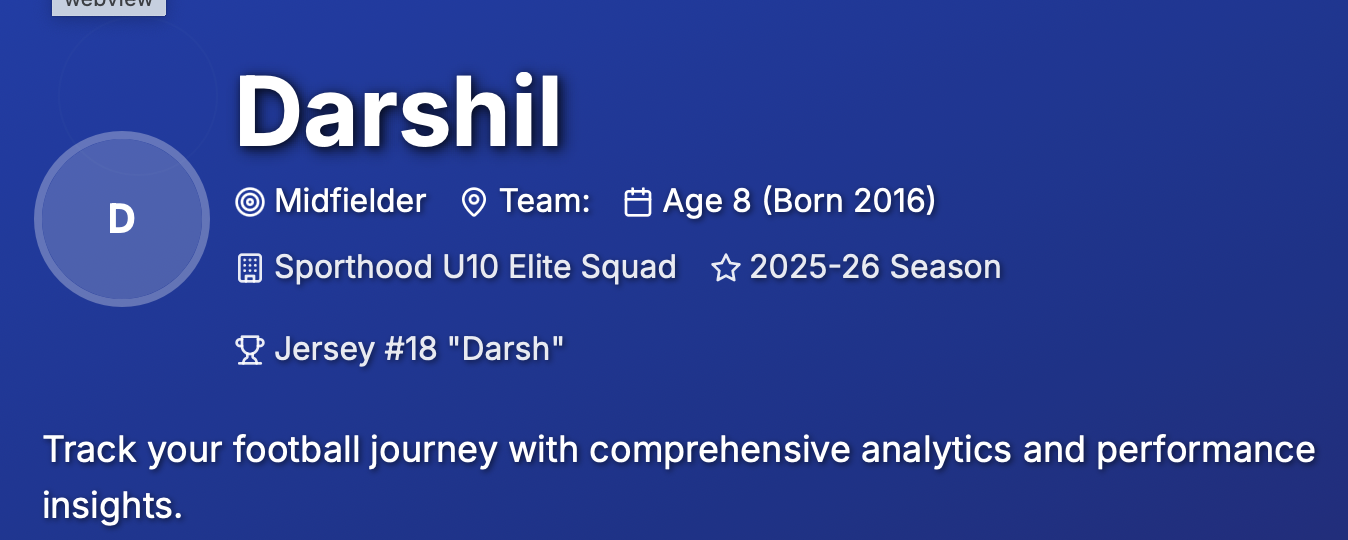 webview
Darshil
D
Midfielder Team: Age 8 (Born 2016)
Sporthood U10 Elite Squad 2025-26 Season
Jersey #18 "Darsh"
Track your football journey with comprehensive analytics and performance
insights.